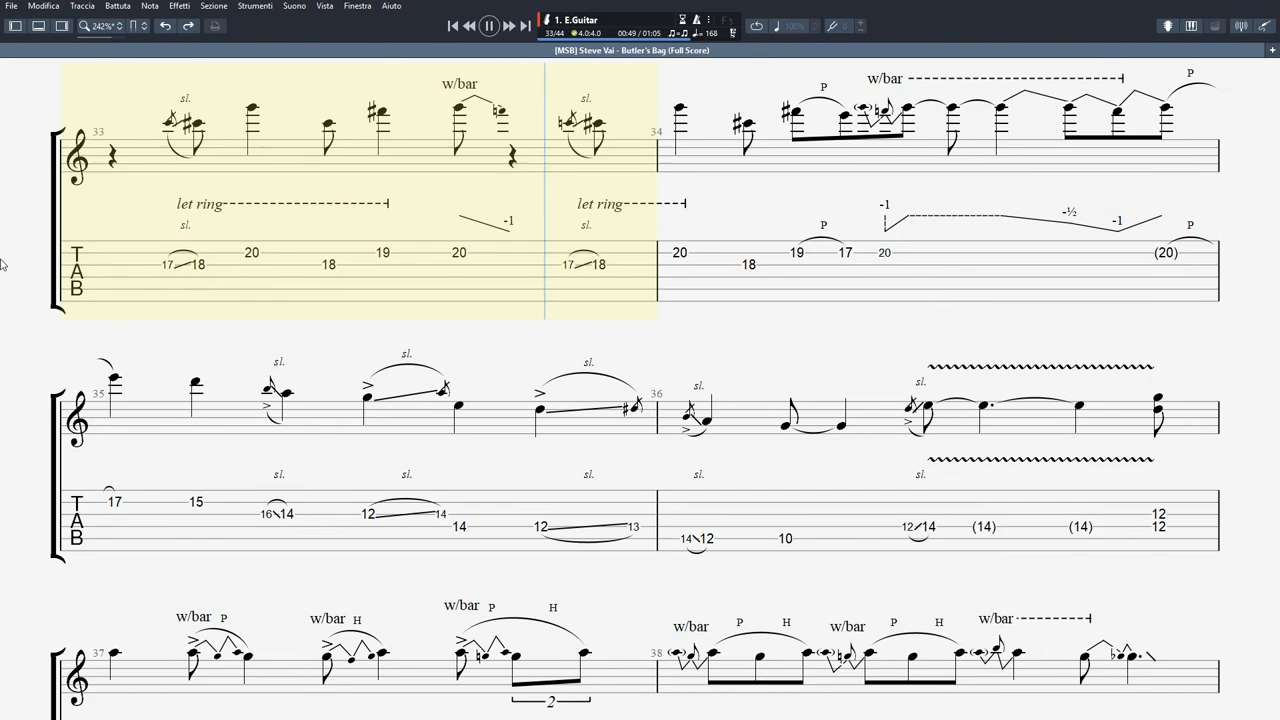 File Modifica Traccia Battuta Note Effetti Sezione Strumenti Suono Vista Finestra Aiuto
242% 1. E.Guitar 100% 0
33/44 4.0:4.0 00:49 / 01:05 = 168
[MSB] Steve Vai - Butler's Bag (Full Score)
w/bar w/bar P P
sl. sl.
33 34
let ring let ring
sl. -1 sl. -1 -½ -1
P P
17 18 20 18 19 20 17 18 20 18 19 17 20 (20)
T
A
B
sl. sl. sl. sl. sl.
35 36
sl. sl. sl. sl. sl.
17 15 16 14 12 14 14 12 13 14 12 10 12 14 (14) (14) 12
12
T
A
B
w/bar P w/bar H w/bar P H w/bar P H w/bar P H w/bar
37 38
2